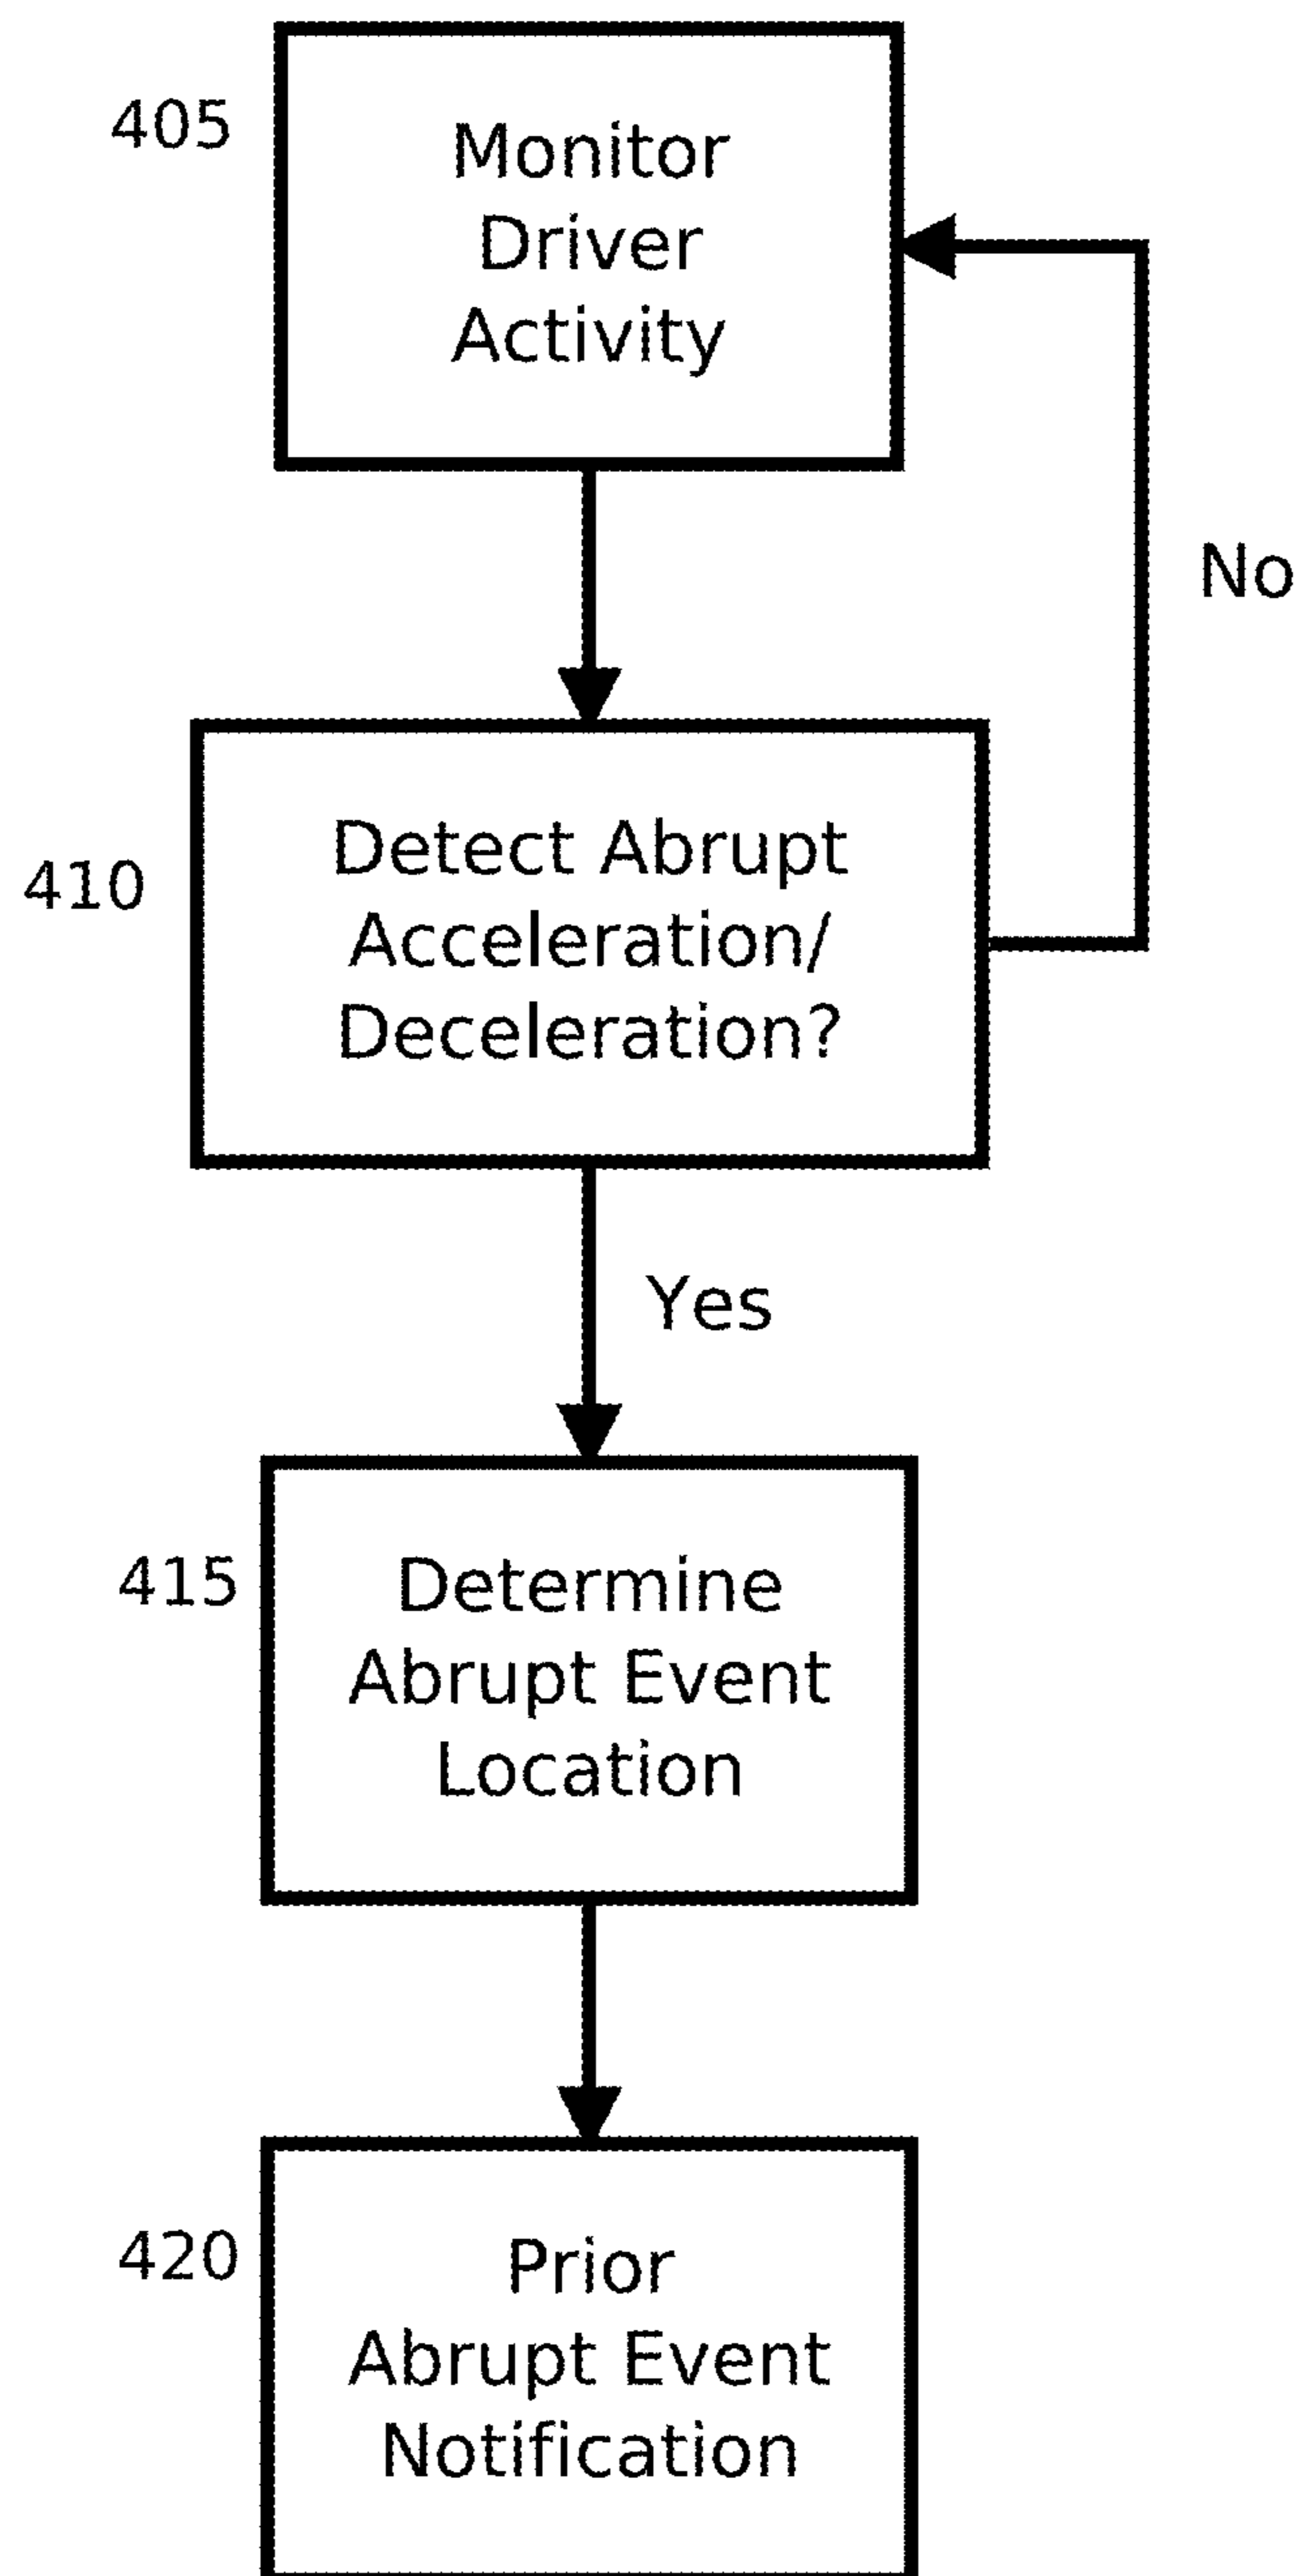 405
Monitor
Driver
Activity
No
410
Detect Abrupt
Acceleration/
Deceleration?
Yes
415
Determine
Abrupt Event
Location
420
Prior
Abrupt Event
Notification